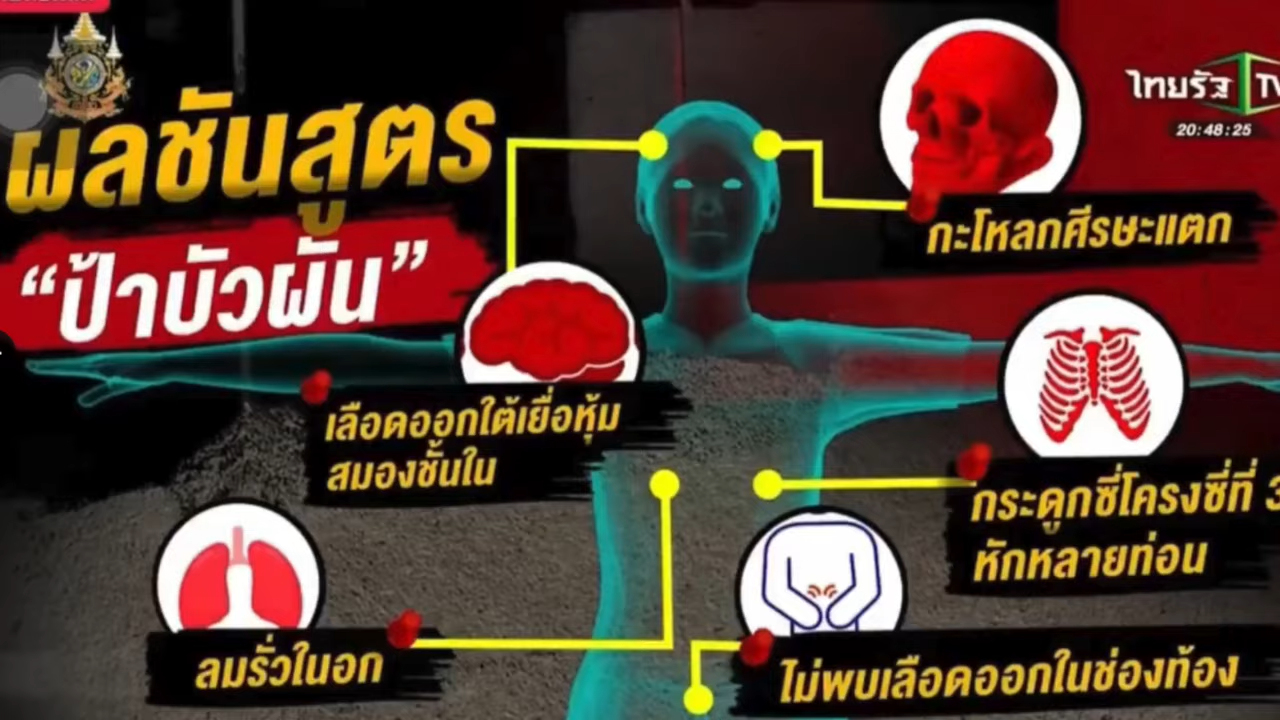 ไทยรัฐ TV
20:48:25
ผลชันสูตร
“ป้าบัวผัน”
กะโหลกศีรษะแตก
เลือดออกใต้เยื่อหุ้ม
สมองชั้นใน
กระดูกซี่โครงซี่ที่ 3
หักหลายท่อน
ลมรั่วในอก
ไม่พบเลือดออกในช่องท้อง